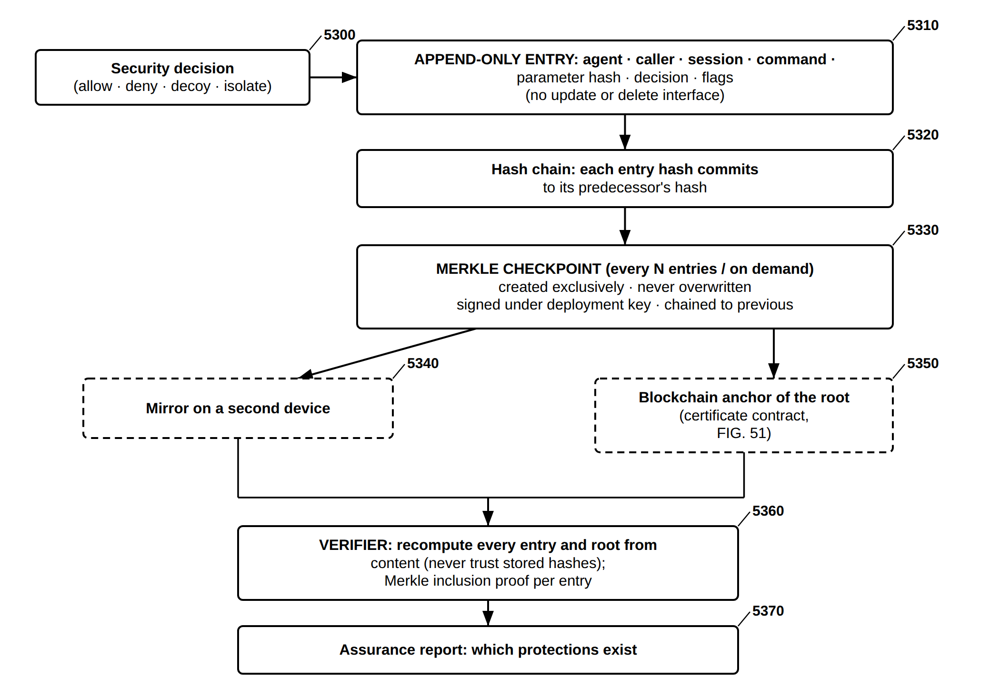 5300
Security decision
(allow · deny · decoy · isolate)
5310
APPEND-ONLY ENTRY: agent · caller · session · command ·
parameter hash · decision · flags
(no update or delete interface)
5320
Hash chain: each entry hash commits
to its predecessor's hash
5330
MERKLE CHECKPOINT (every N entries / on demand)
created exclusively · never overwritten
signed under deployment key · chained to previous
5340
Mirror on a second device
5350
Blockchain anchor of the root
(certificate contract,
FIG. 51)
5360
VERIFIER: recompute every entry and root from
content (never trust stored hashes);
Merkle inclusion proof per entry
5370
Assurance report: which protections exist